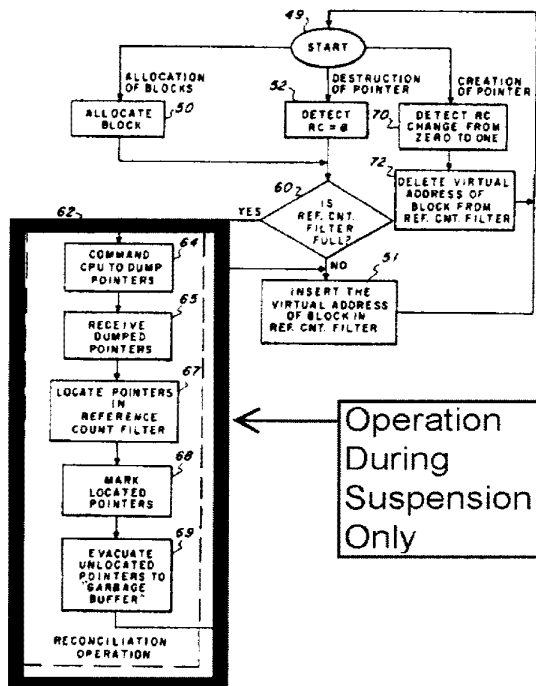 49
START
ALLOCATION
OF BLOCKS
DESTRUCTION
OF POINTER
CREATION
OF POINTER
50
ALLOCATE
BLOCK
52
DETECT
RC = 0
70
DETECT RC
CHANGE FROM
ZERO TO ONE
72
DELETE VIRTUAL
ADDRESS OF
BLOCK FROM
REF. CNT. FILTER
60
IS
REF. CNT.
FILTER
FULL?
YES
NO
62
51
INSERT THE
VIRTUAL ADDRESS
OF BLOCK IN
REF. CNT. FILTER
64
COMMAND
CPU TO DUMP
POINTERS
65
RECEIVE
DUMPED
POINTERS
67
LOCATE POINTERS
IN
REFERENCE
COUNT FILTER
68
MARK
LOCATED
POINTERS
69
EVACUATE
UNLOCATED
POINTERS TO
"GARBAGE
BUFFER"
RECONCILIATION
OPERATION
Operation
During
Suspension
Only